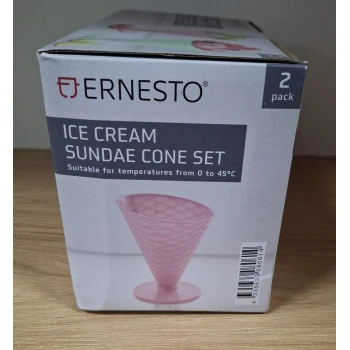 ERNESTO®
2
pack
ICE CREAM
SUNDAE CONE SET
Suitable for temperatures from 0 to 45°C